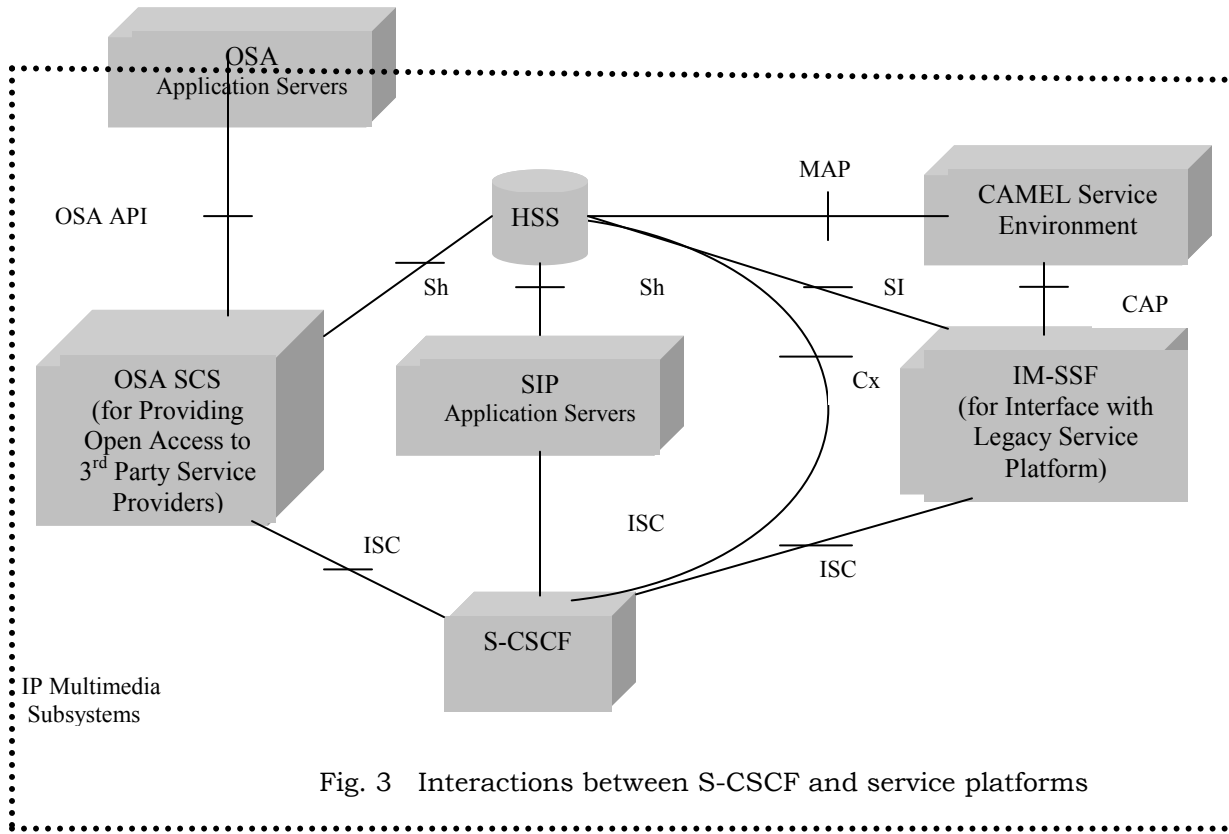 OSA
Application Servers
MAP
CAMEL Service
Environment
OSA API
HSS
Sh
Sh
SI
CAP
OSA SCS
(for Providing
Open Access to
3rd Party Service
Providers)
SIP
Application Servers
Cx
IM-SSF
(for Interface with
Legacy Service
Platform)
ISC
ISC
ISC
S-CSCF
IP Multimedia
Subsystems
Fig. 3 Interactions between S-CSCF and service platforms